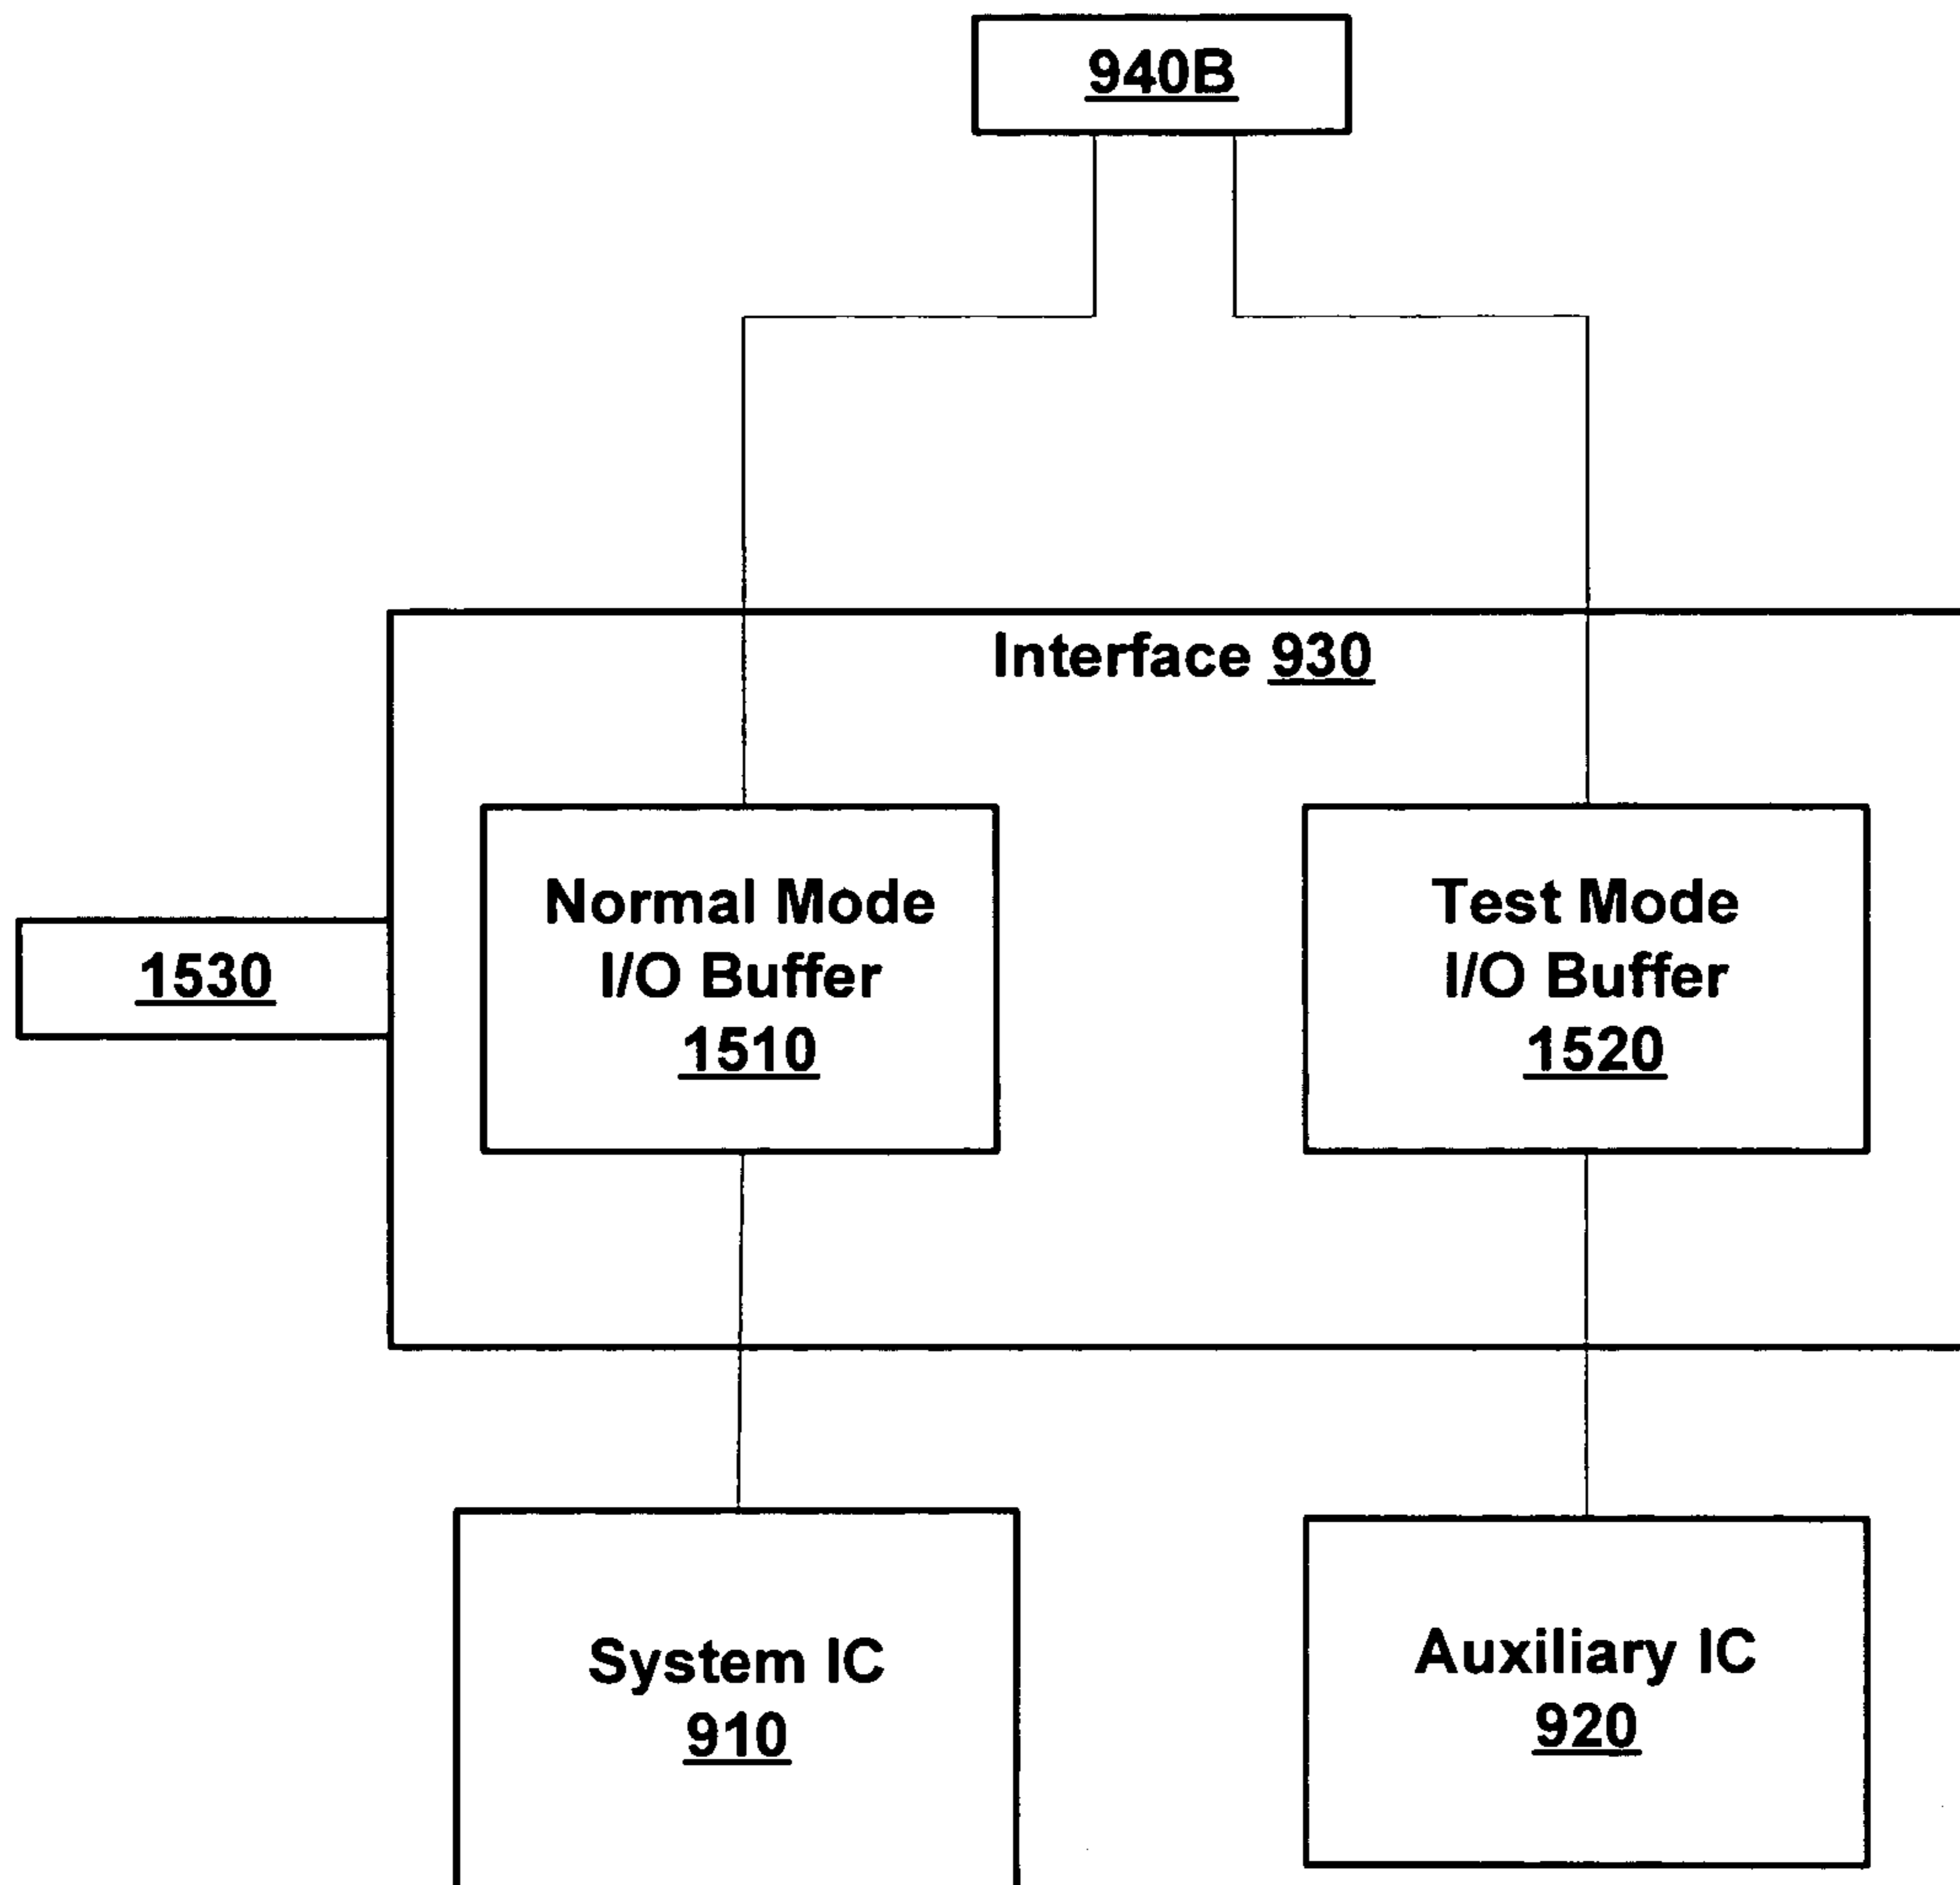 940B
Interface 930
Normal Mode
I/O Buffer
1510
Test Mode
I/O Buffer
1520
1530
System IC
910
Auxiliary IC
920